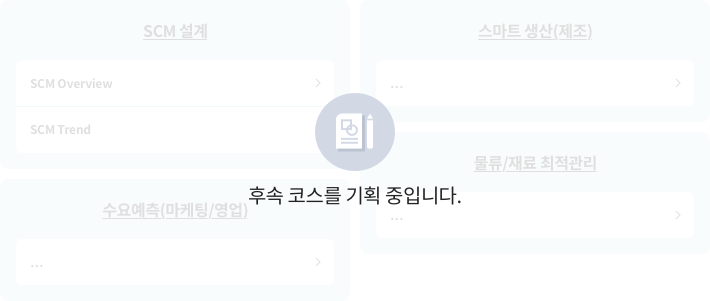 SCM 설계
SCM Overview
SCM Trend
수요예측(마케팅/영업)
...
스마트 생산(제조)
...
물류/재료 최적관리
...
후속 코스를 기획 중입니다.